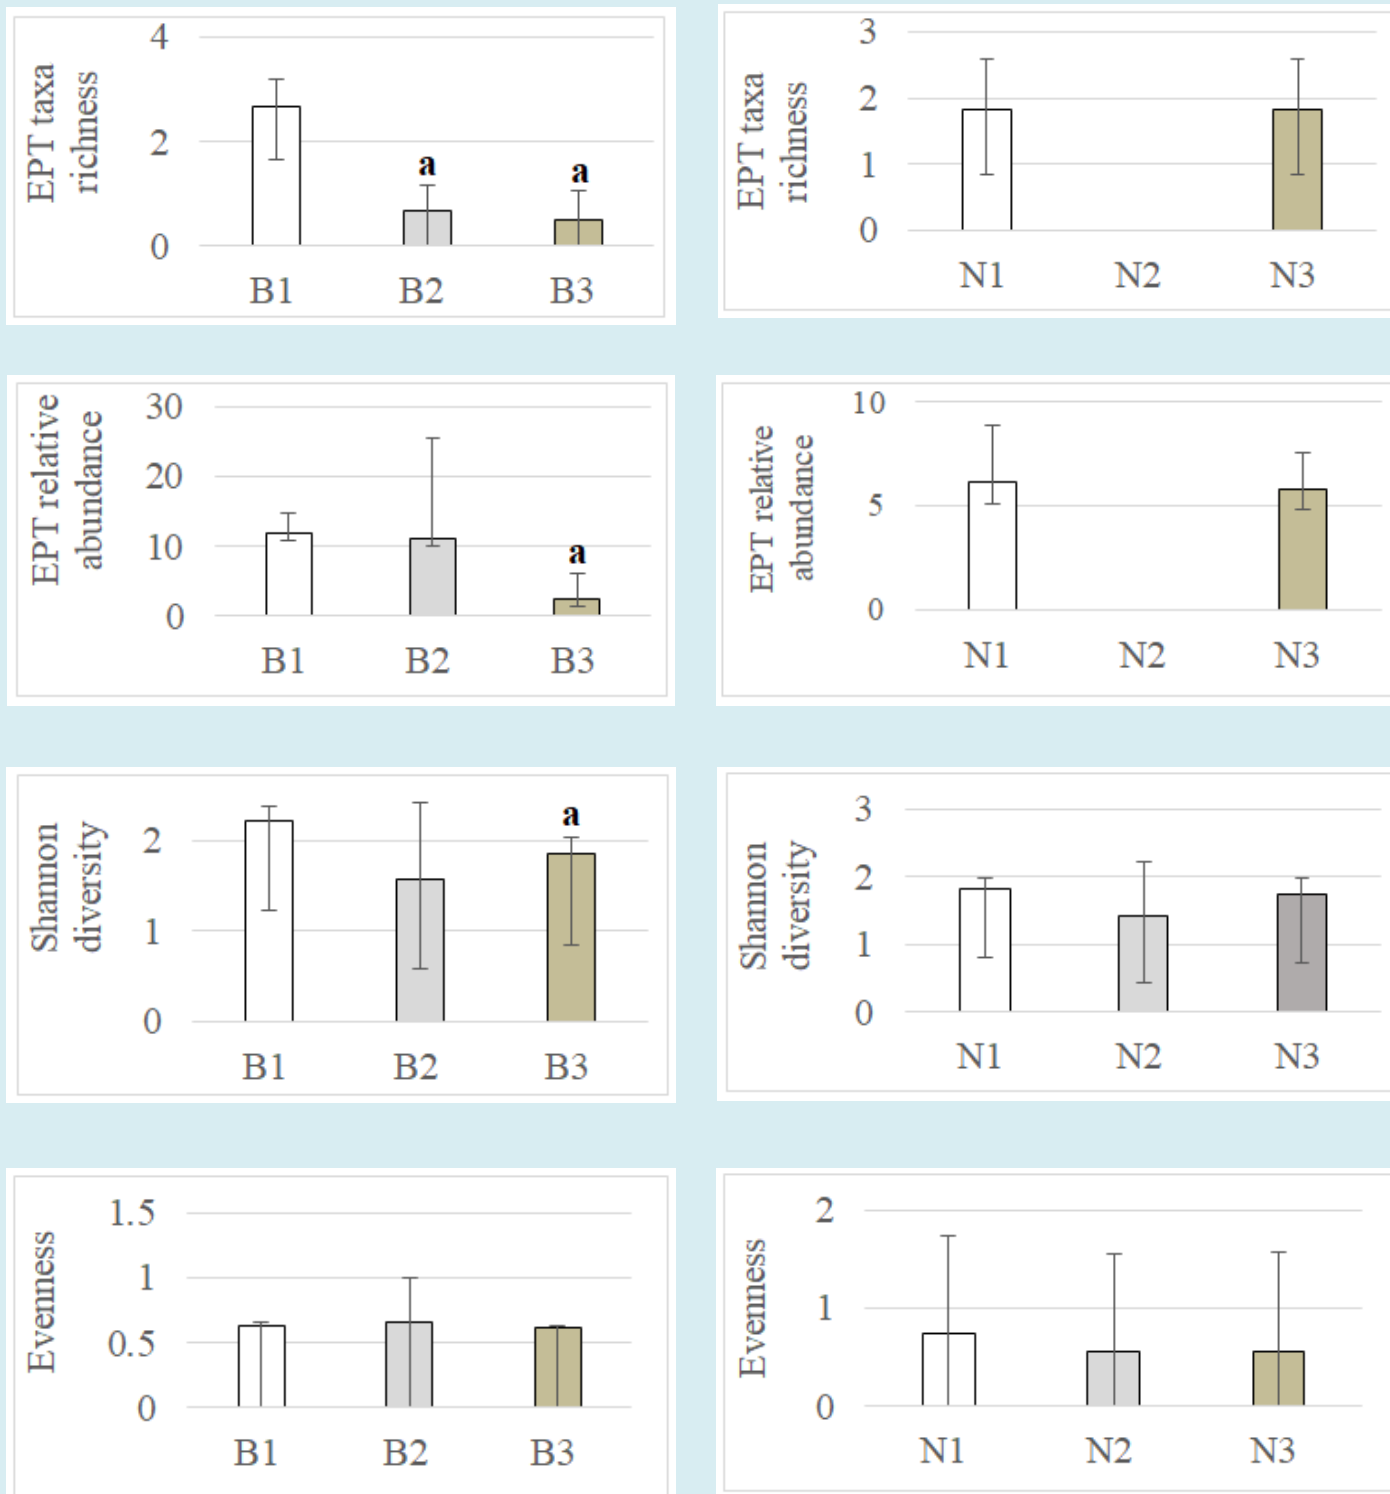 EPT taxa
richness
4
2
0
a
a
B1 B2 B3
EPT taxa
richness
3
2
1
0
N1 N2 N3
EPT relative
abundance
30
20
10
0
a
B1 B2 B3
EPT relative
abundance
10
5
0
N1 N2 N3
Shannon
diversity
2
1
0
a
B1 B2 B3
Shannon
diversity
3
2
1
0
N1 N2 N3
Evenness
1.5
1
0.5
0
B1 B2 B3
Evenness
2
1
0
N1 N2 N3